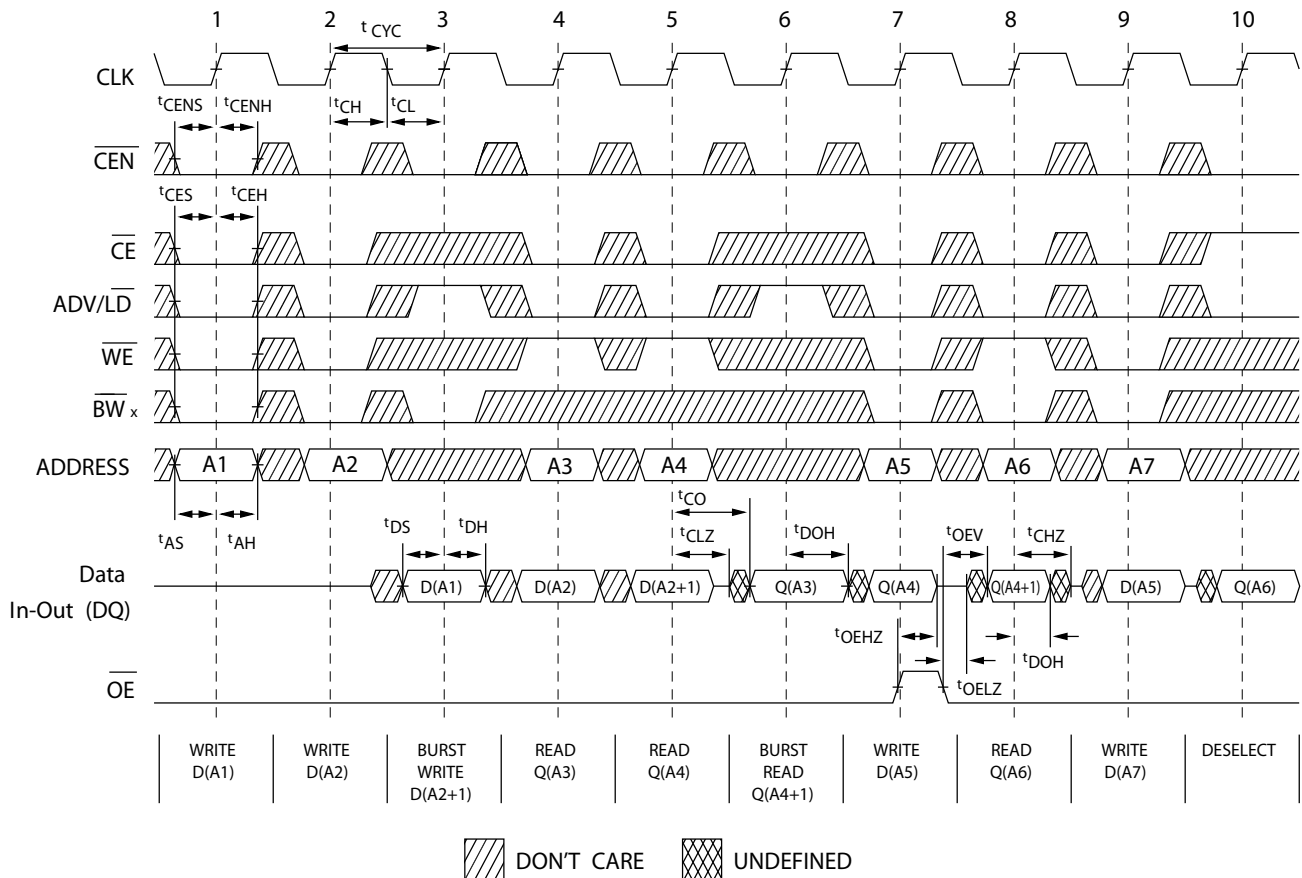 1 2 3 4 5 6 7 8 9 10
t CYC
CLK
tCENS tCENH tCH tCL
CEN
tCES tCEH
CE
ADV/LD
WE
BW x
ADDRESS A1 A2 A3 A4 A5 A6 A7
tCO
tAS tAH tDS tDH tCLZ tDOH tOEV tCHZ
Data
In-Out (DQ)
D(A1) D(A2) D(A2+1) Q(A3) Q(A4) Q(A4+1) D(A5) Q(A6)
tOEHZ tDOH
tOELZ
OE
WRITE
D(A1)
WRITE
D(A2)
BURST
WRITE
D(A2+1)
READ
Q(A3)
READ
Q(A4)
BURST
READ
Q(A4+1)
WRITE
D(A5)
READ
Q(A6)
WRITE
D(A7)
DESELECT
DON'T CARE UNDEFINED